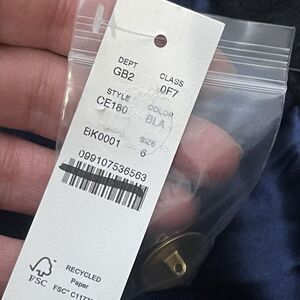 DEPT CLASS
GB2 0F7
STYLE COLOR
CE180 BLA
SIZE
BK0001 6
099107536563
FSC
RECYCLED
Paper